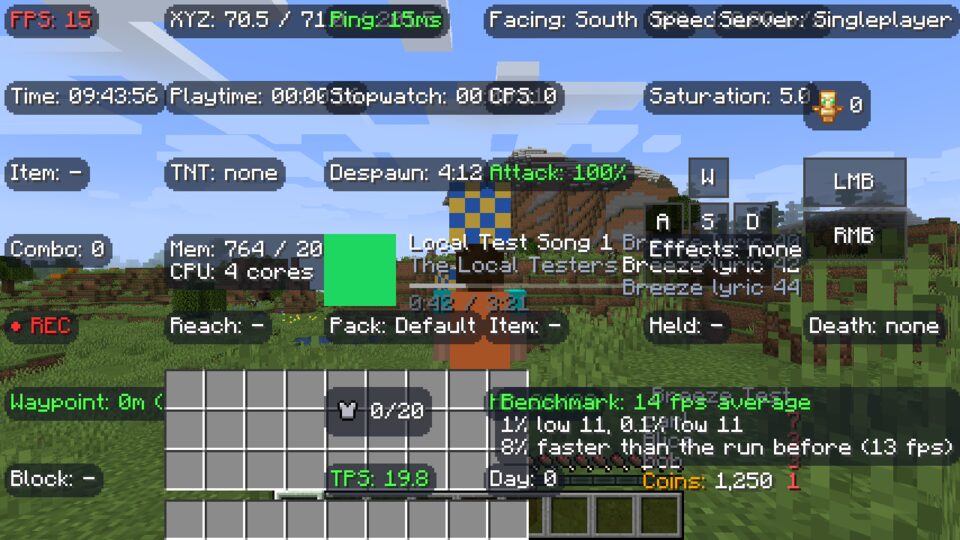 FPS: 15
XYZ: 70.5 / 71
Ping: 15ms
Facing: South
Speed
Server: Singleplayer
Time: 09:43:56
Playtime: 00:00
Stopwatch: 00
CPS: 0
Saturation: 5.0
0
Item: -
TNT: none
Despawn: 4:12
Attack: 100%
W
LMB
A S D
RMB
Combo: 0
Mem: 764 / 20
CPU: 4 cores
Local Test Song 1
The Local Testers
0:42 / 3:21
Effects: none
Breeze lyric 42
Breeze lyric 44
REC
Reach: -
Pack: Default
Item: -
Held: -
Death: none
Waypoint: 0m (
0/20
Breeze Test
Benchmark: 14 fps average
1% low 11, 0.1% low 11
8% faster than the run before (13 fps)
Block: -
TPS: 19.8
Day: 0
Coins: 1,250
1